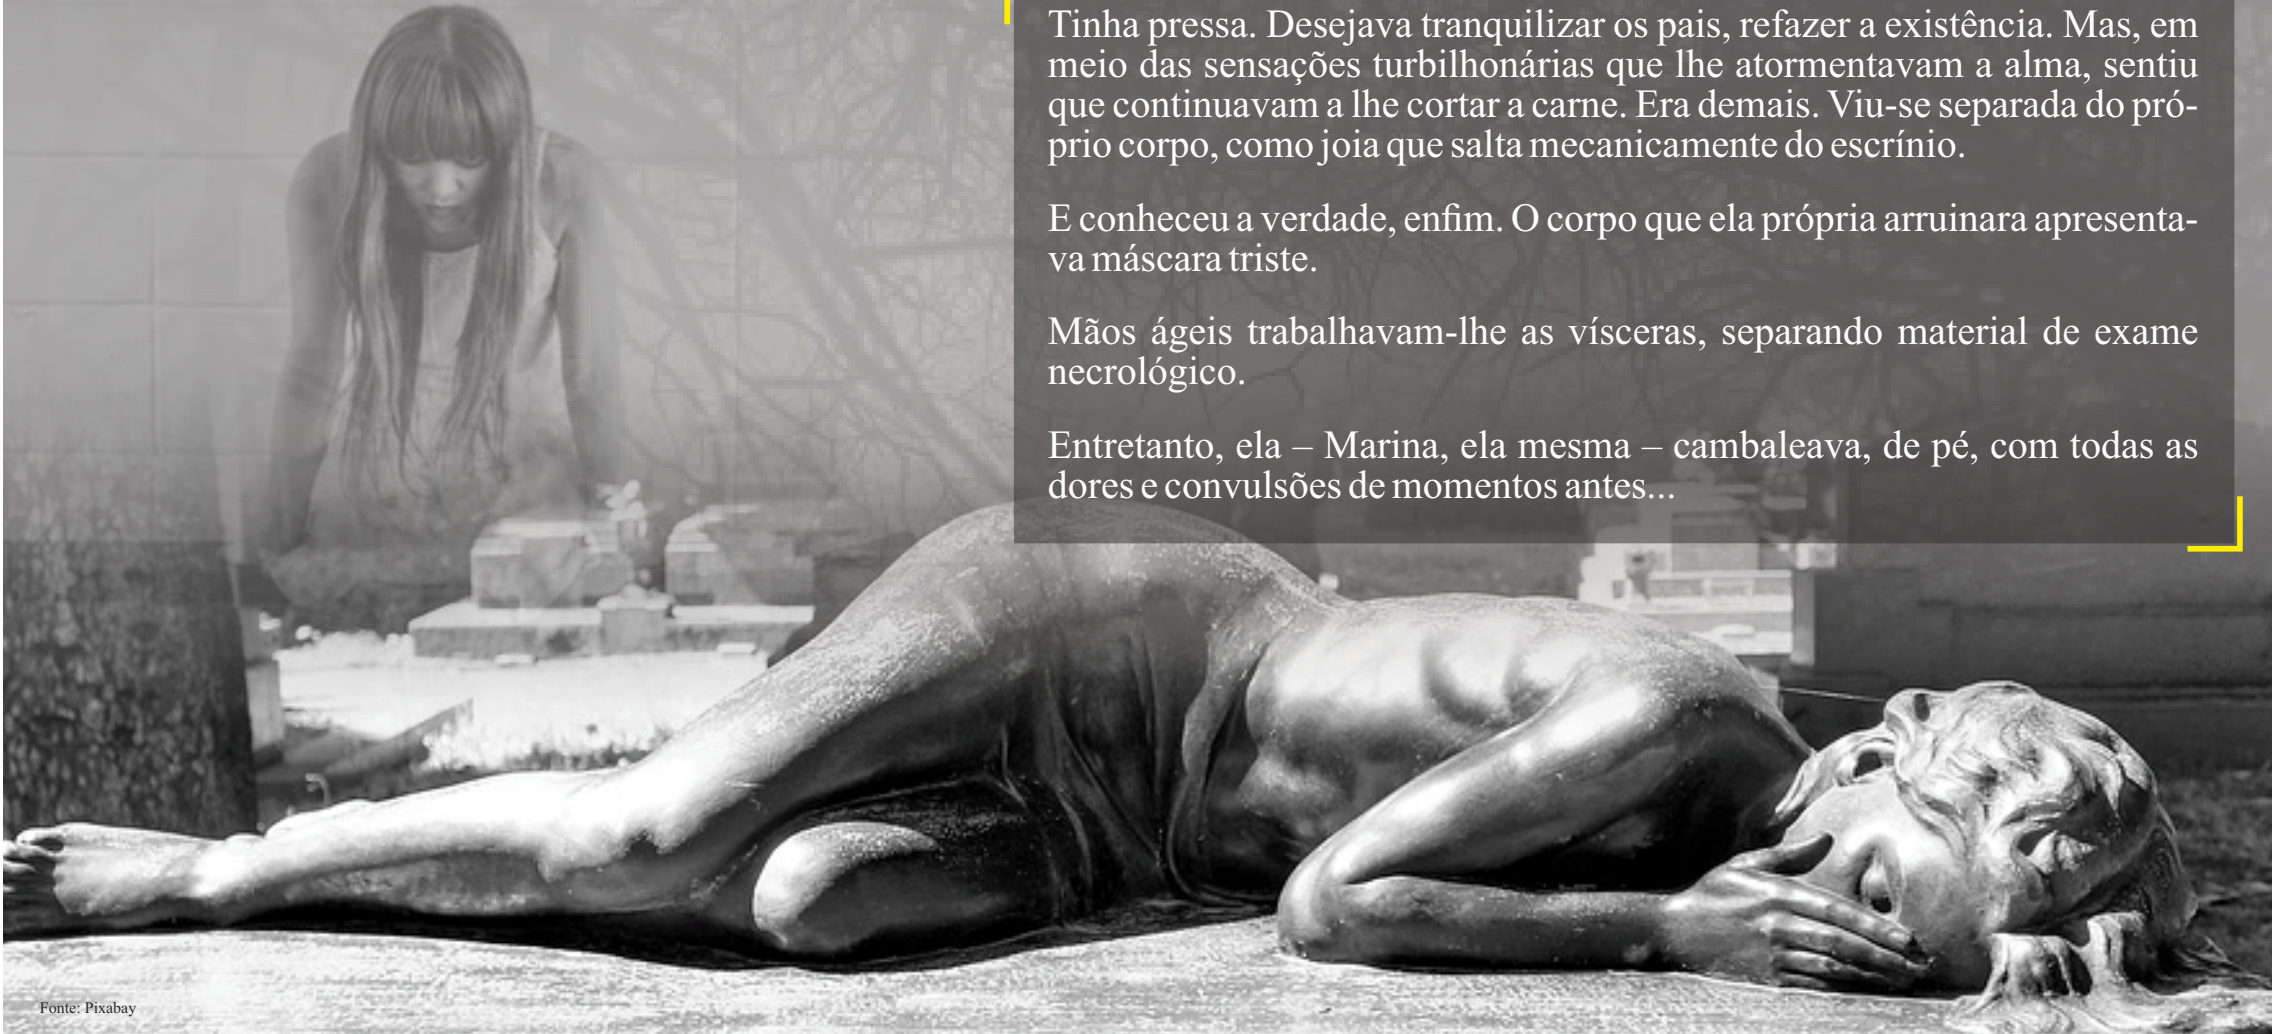 Tinha pressa. Desejava tranquilizar os pais, refazer a existência. Mas, em
meio das sensações turbilhonárias que lhe atormentavam a alma, sentiu
que continuavam a lhe cortar a carne. Era demais. Viu-se separada do pró-
prio corpo, como joia que salta mecanicamente do escrínio.
E conheceu a verdade, enfim. O corpo que ela própria arruinara apresenta-
va máscara triste.
Mãos ágeis trabalhavam-lhe as vísceras, separando material de exame
necrológico.
Entretanto, ela – Marina, ela mesma – cambaleava, de pé, com todas as
dores e convulsões de momentos antes...
Fonte: Pixabay